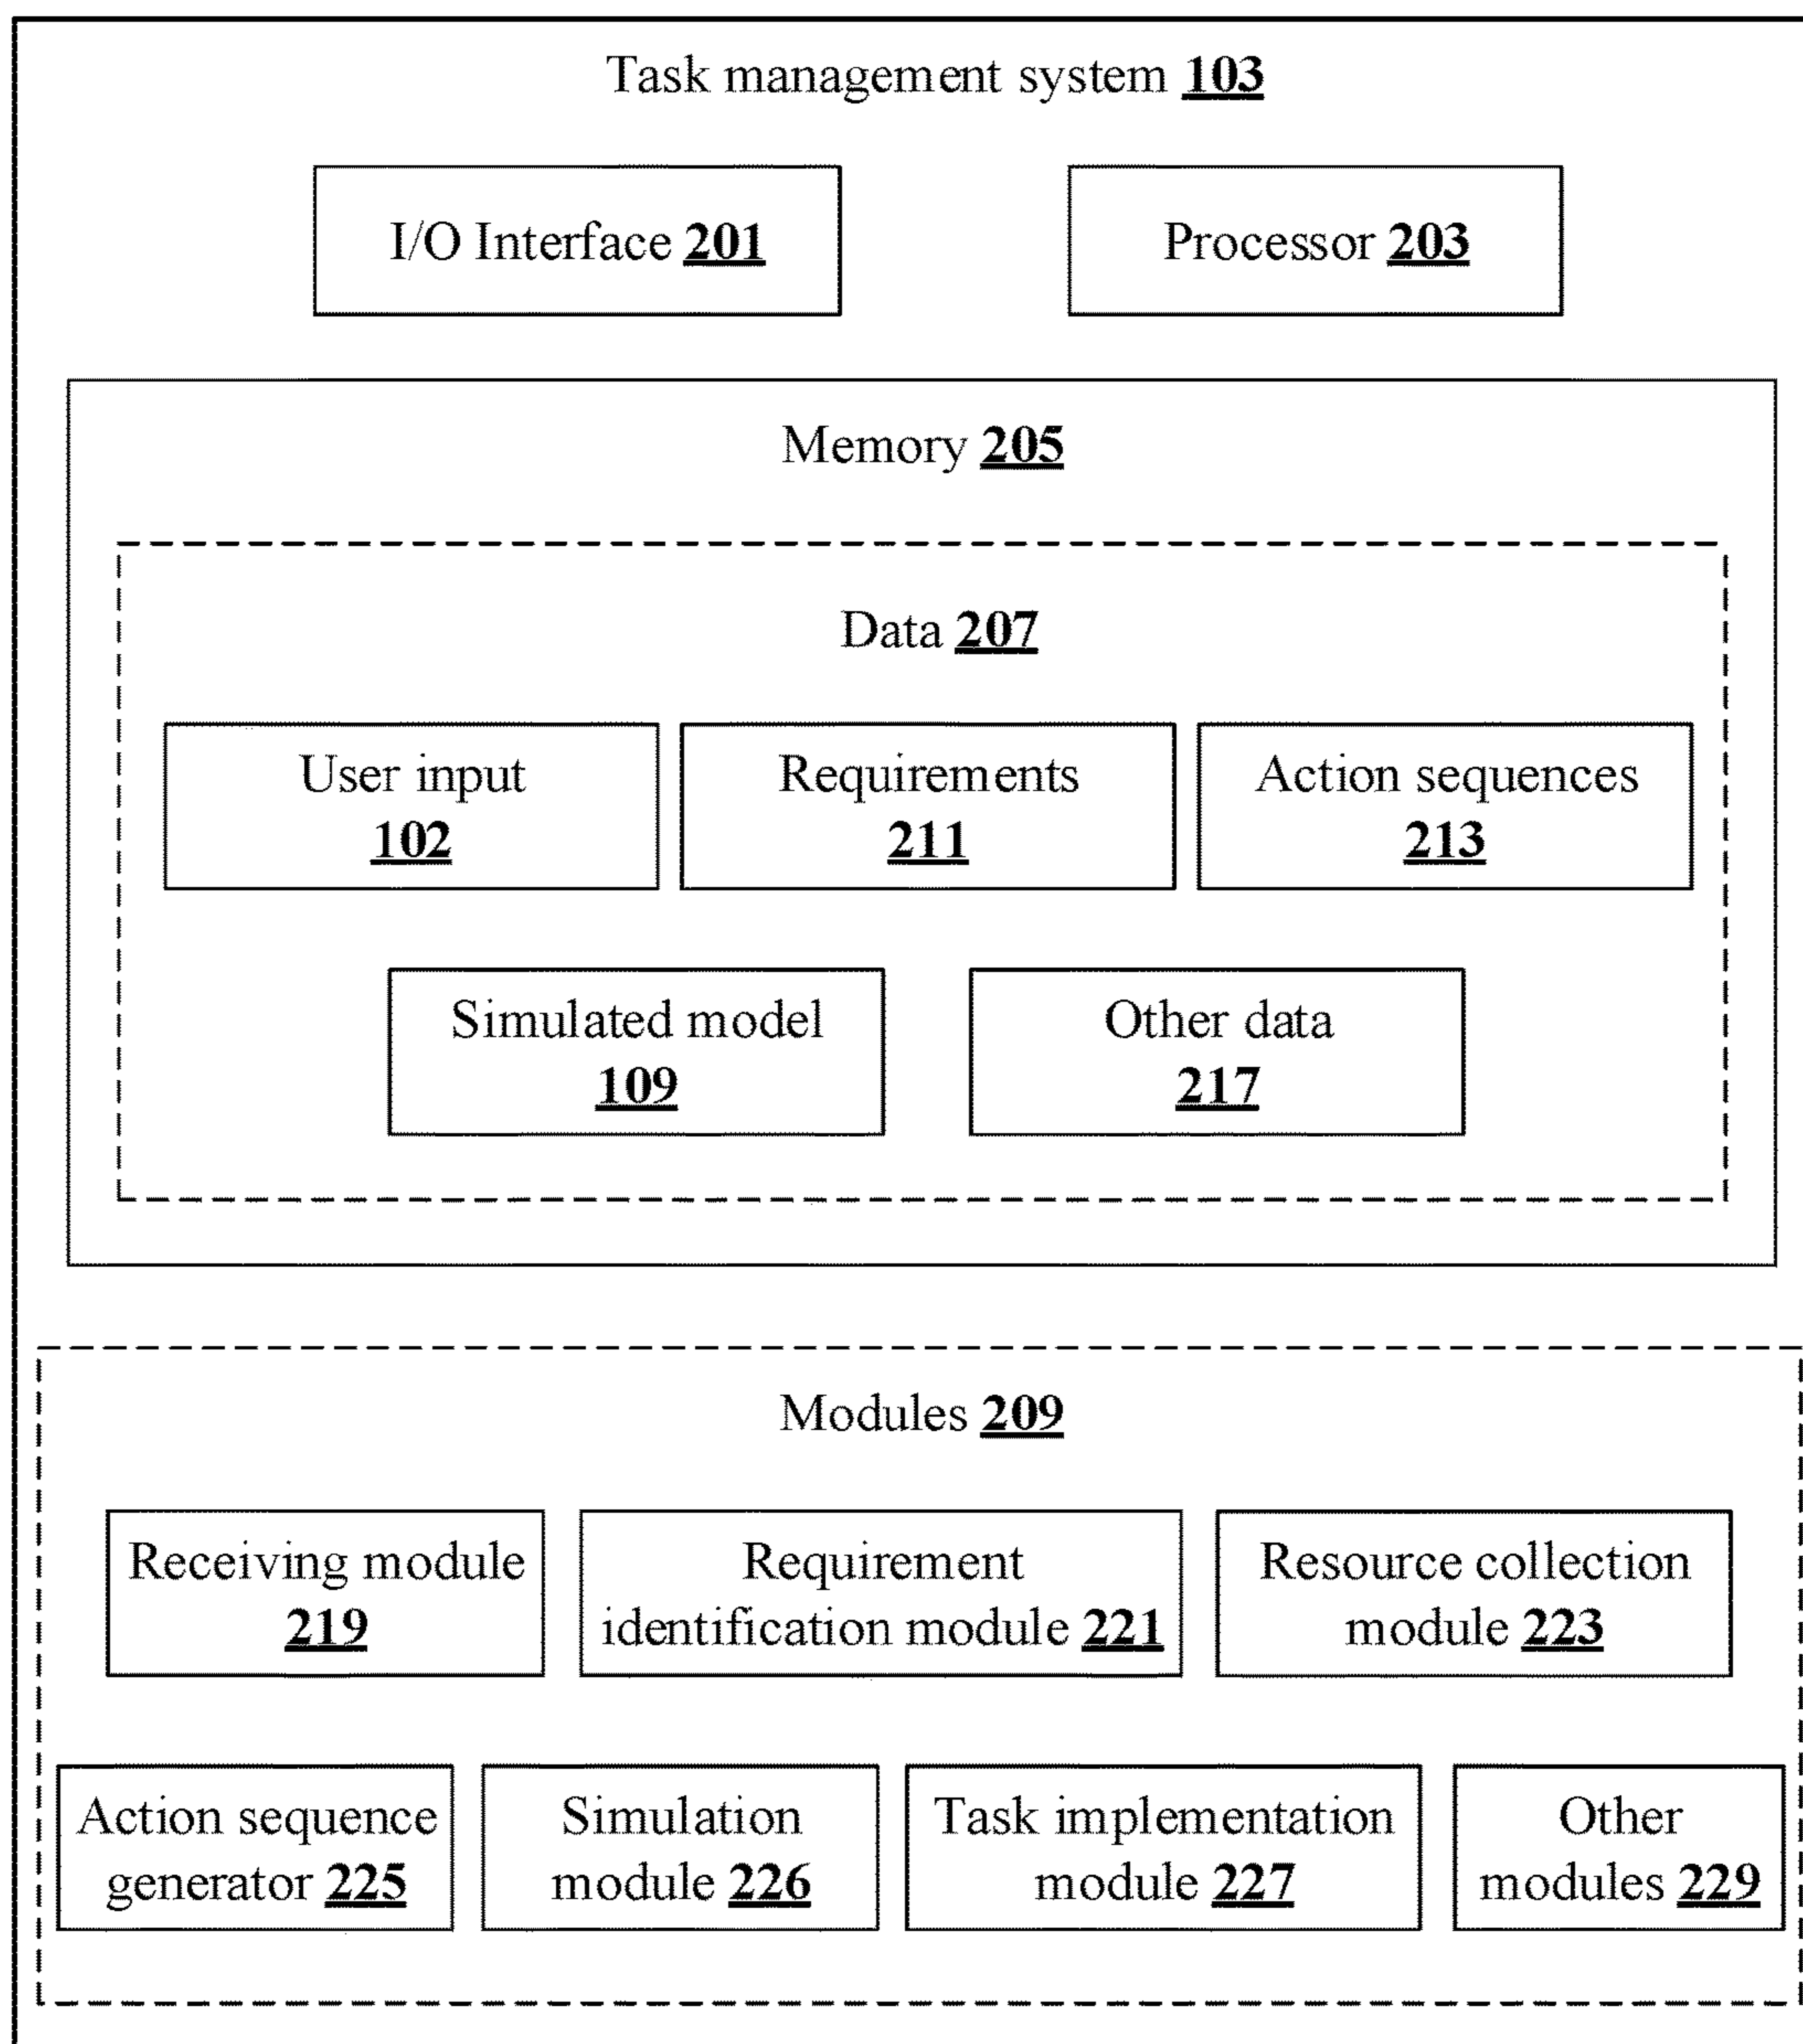 Task management system 103
I/O Interface 201
Processor 203
Memory 205
Data 207
User input
102
Requirements
211
Action sequences
213
Simulated model
109
Other data
217
Modules 209
Receiving module
219
Requirement
identification module 221
Resource collection
module 223
Action sequence
generator 225
Simulation
module 226
Task implementation
module 227
Other
modules 229